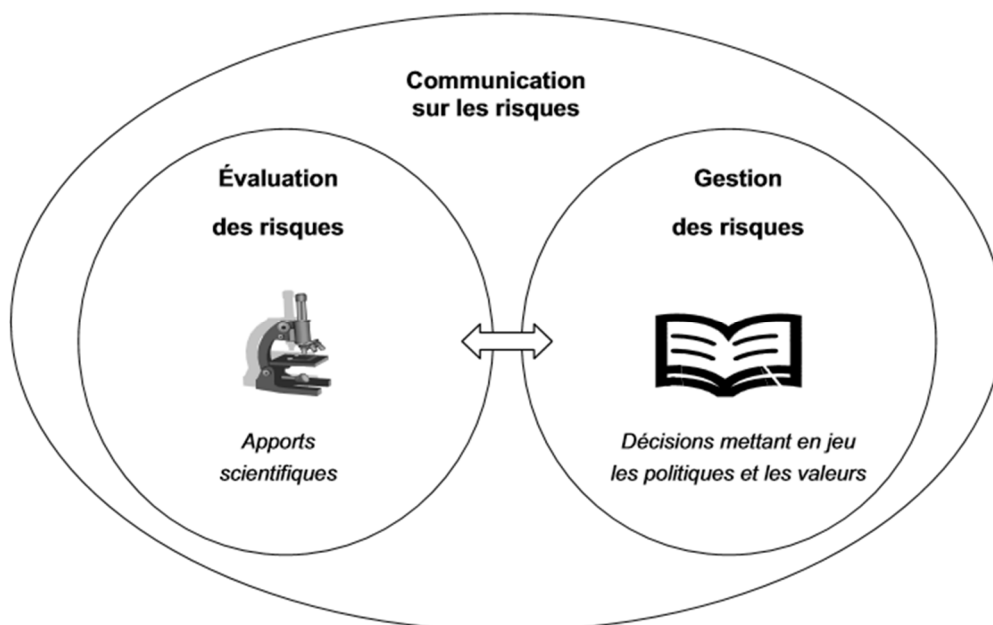 Communication
sur les risques
Évaluation
des risques
Apports
scientifiques
Gestion
des risques
Décisions mettant en jeu
les politiques et les valeurs